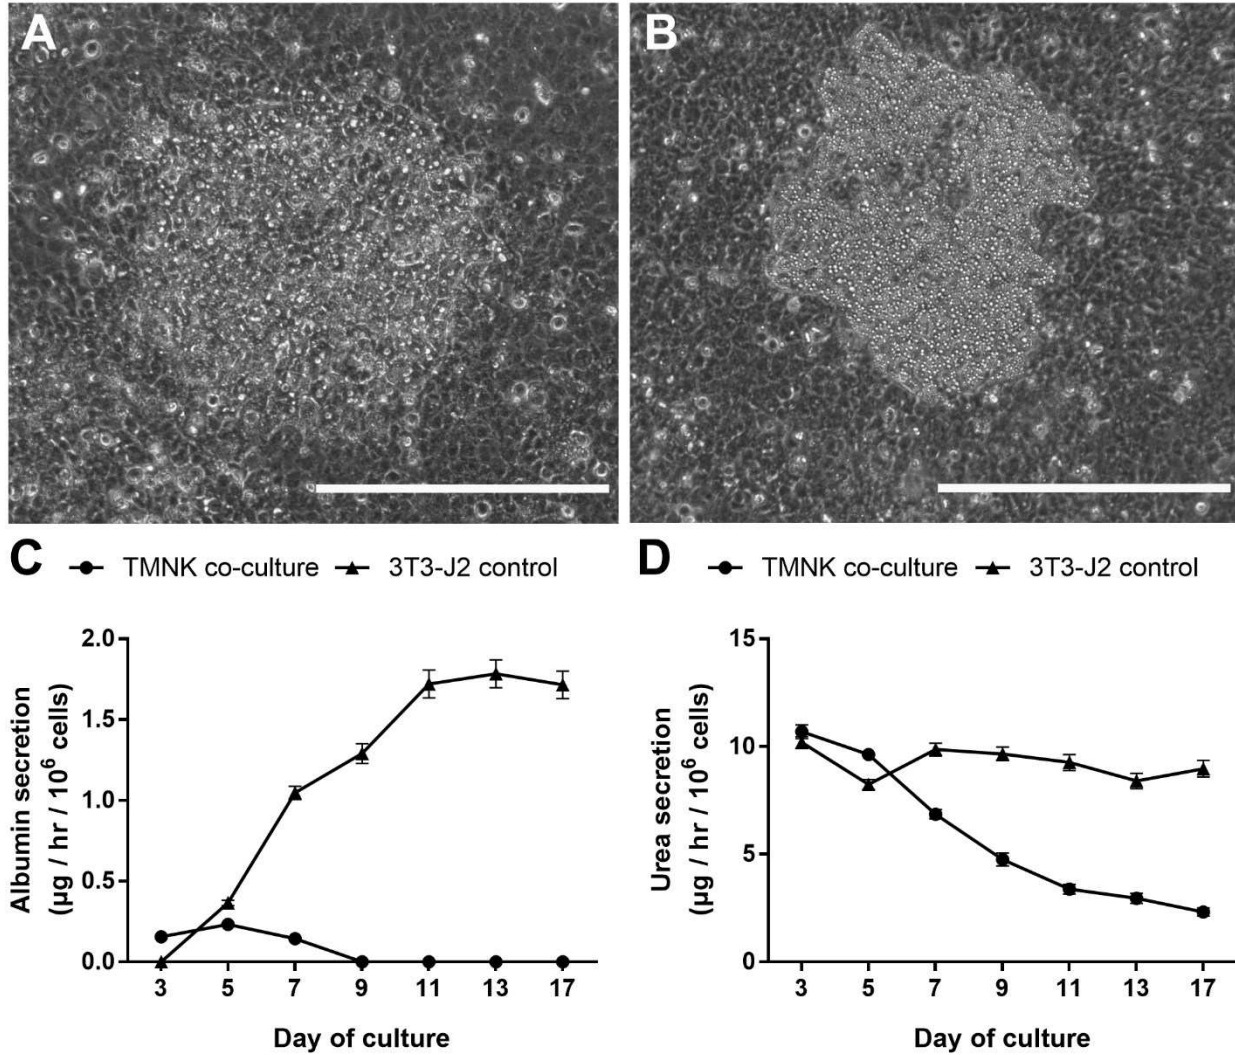 A
B
C TMNK co-culture 3T3-J2 control
D TMNK co-culture 3T3-J2 control
Albumin secretion
(µg / hr / 10⁶ cells)
2.0
1.5
1.0
0.5
0.0
3 5 7 9 11 13 17
Day of culture
Urea secretion
(µg / hr / 10⁶ cells)
15
10
5
0
3 5 7 9 11 13 17
Day of culture